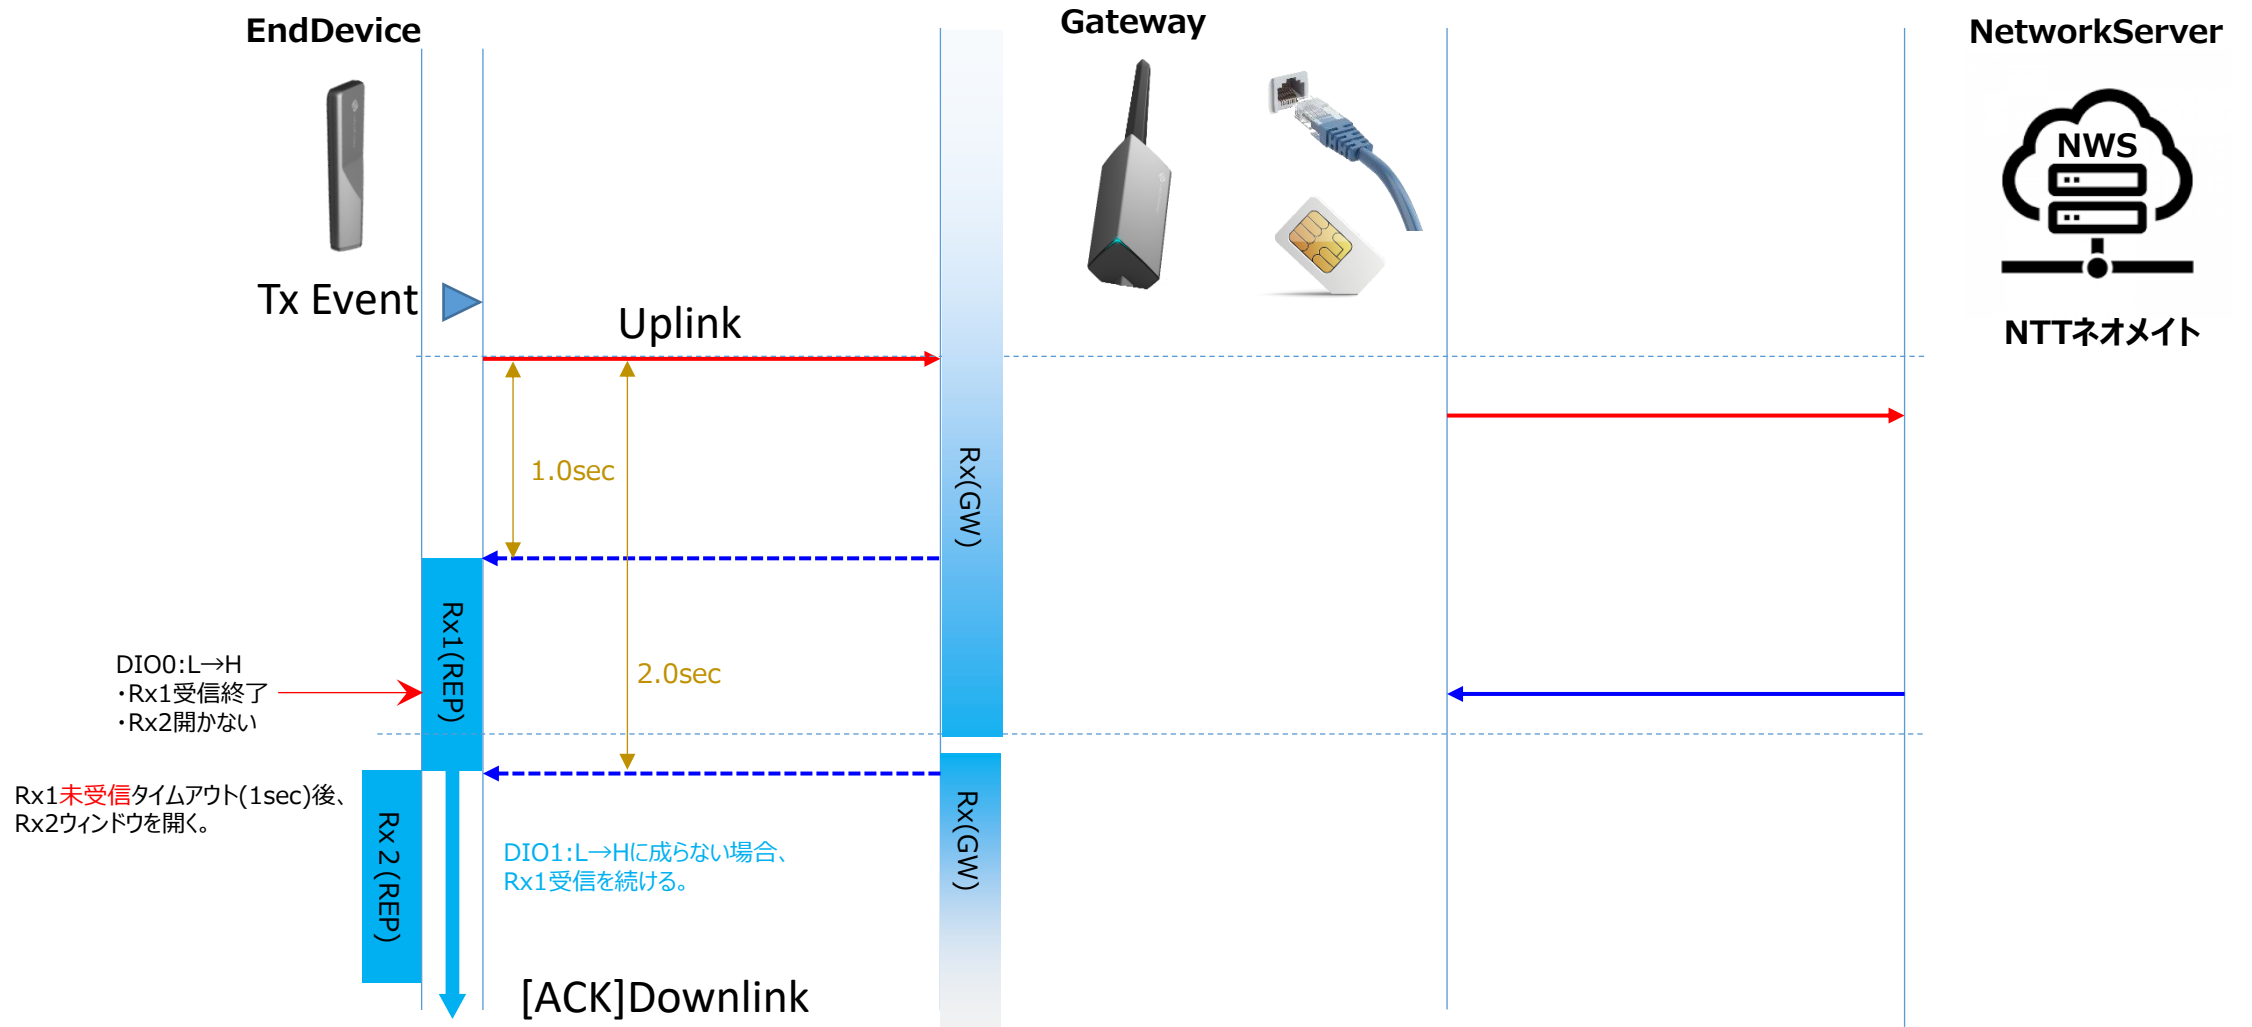 EndDevice
Gateway
NetworkServer
NWS
NTTネオメイト
Tx Event
Uplink
1.0sec
Rx(GW)
Rx1(REP)
2.0sec
DIO0:L→H
・Rx1受信終了
・Rx2開かない
Rx1未受信タイムアウト(1sec)後、
Rx2ウィンドウを開く。
Rx2(REP)
DIO1:L→Hに成らない場合、
Rx1受信を続ける。
Rx(GW)
[ACK]Downlink